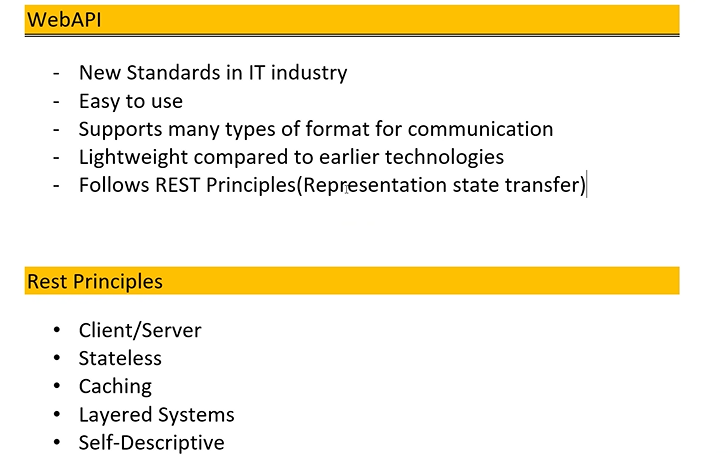 WebAPI
- New Standards in IT industry
- Easy to use
- Supports many types of format for communication
- Lightweight compared to earlier technologies
- Follows REST Principles(Representation state transfer)
Rest Principles
• Client/Server
• Stateless
• Caching
• Layered Systems
• Self-Descriptive